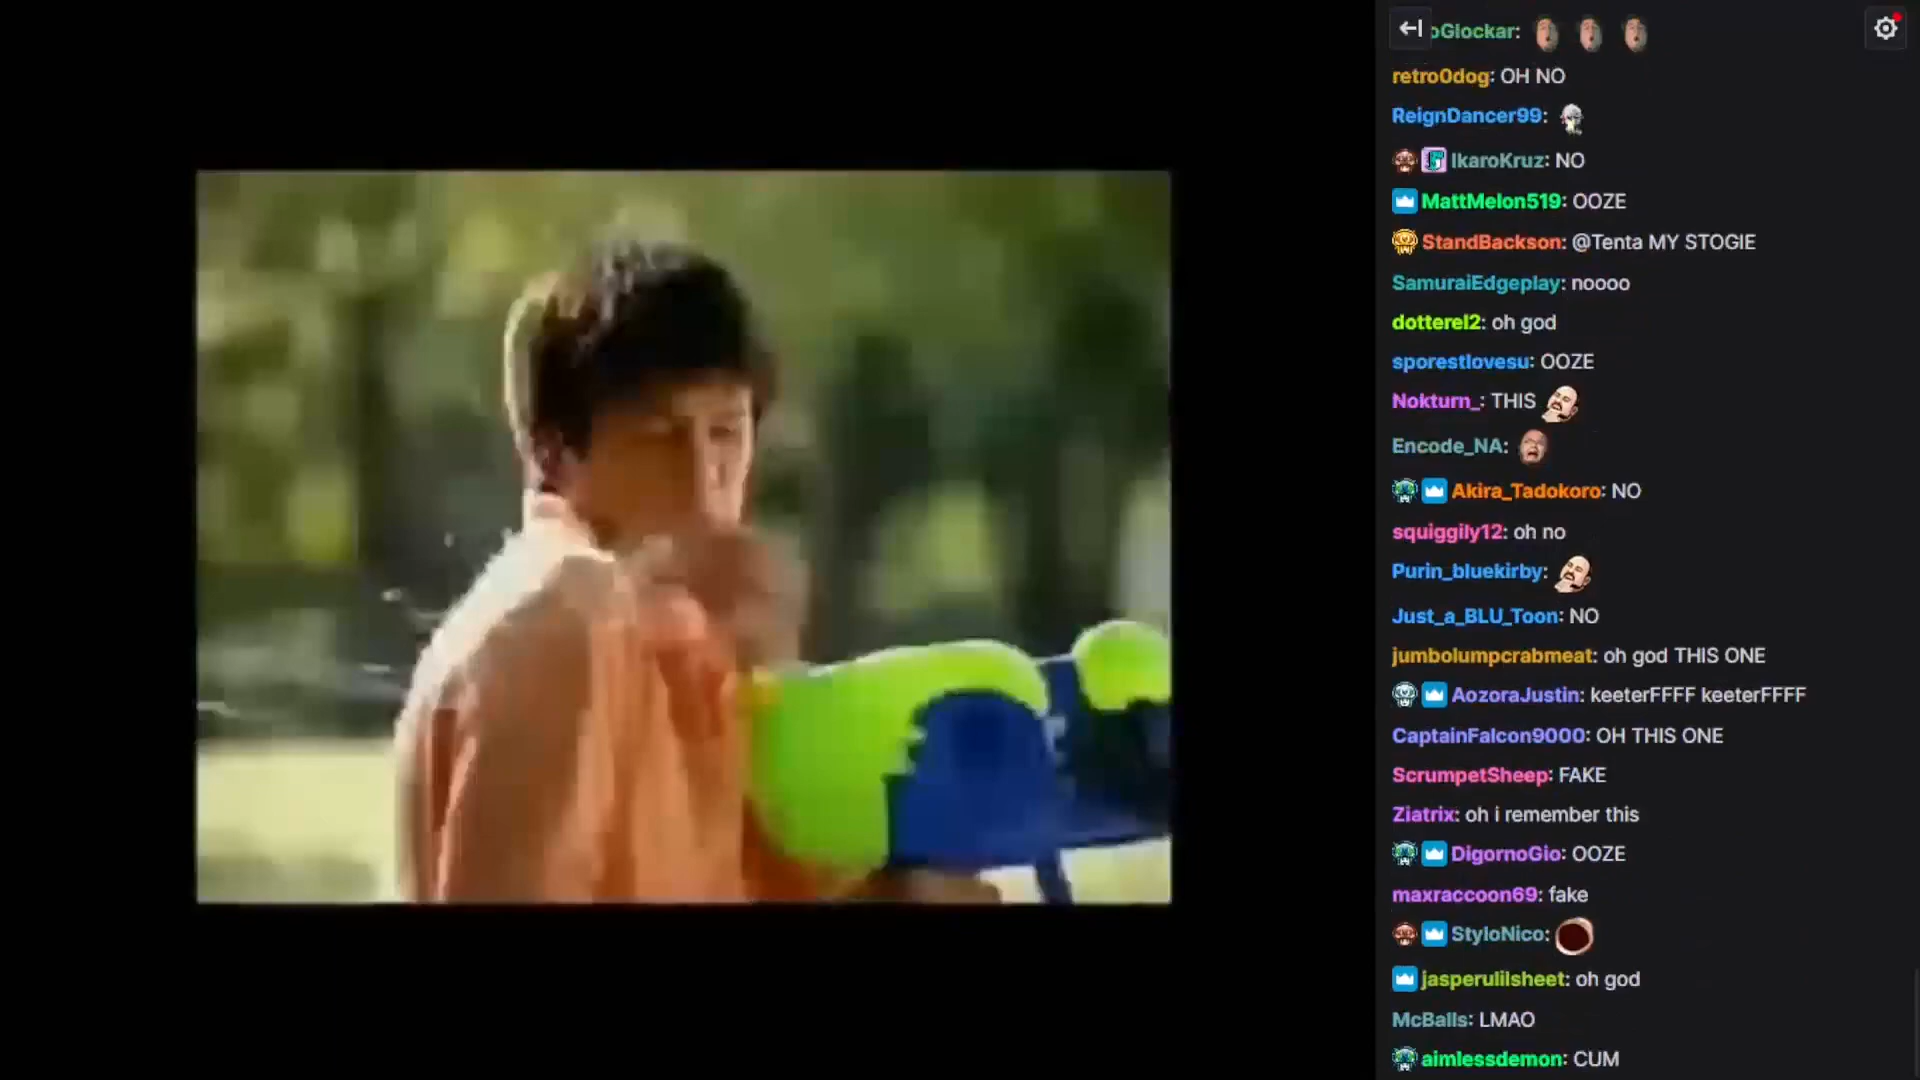 oGlockar:
retro0dog: OH NO
ReignDancer99:
IkaroKruz: NO
MattMelon519: OOZE
StandBackson: @Tenta MY STOGIE
SamuraiEdgeplay: noooo
dotterel2: oh god
sporestlovesu: OOZE
Nokturn_: THIS
Encode_NA:
Akira_Tadokoro: NO
squiggily12: oh no
Purin_bluekirby:
Just_a_BLU_Toon: NO
jumbolumpcrabmeat: oh god THIS ONE
AozoraJustin: keeterFFFF keeterFFFF
CaptainFalcon9000: OH THIS ONE
ScrumpetSheep: FAKE
Ziatrix: oh i remember this
DigornoGio: OOZE
maxraccoon69: fake
StyloNico:
jasperuliisheet: oh god
McBalls: LMAO
aimlessdemon: CUM